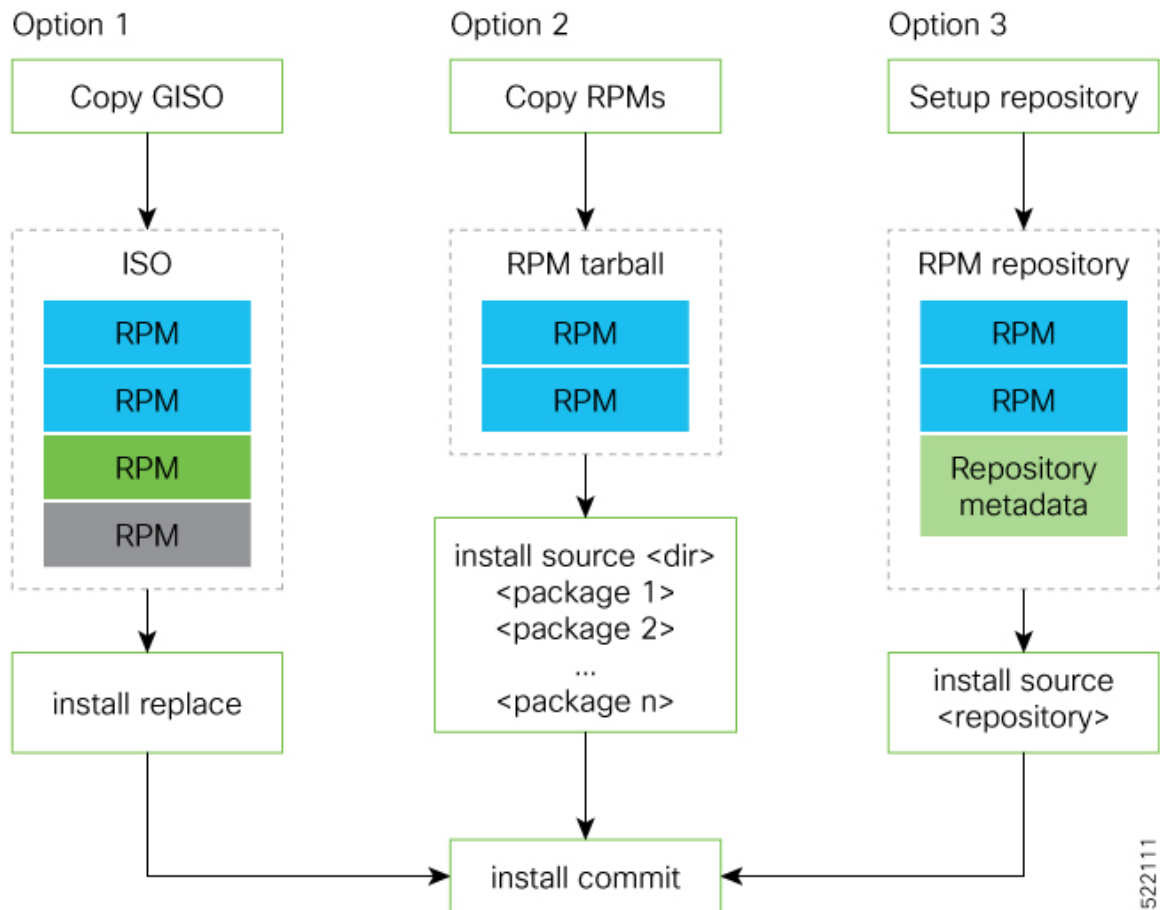 Option 1
Copy GISO
ISO
RPM
RPM
RPM
RPM
install replace
Option 2
Copy RPMs
RPM tarball
RPM
RPM
install source <dir>
<package 1>
<package 2>
...
<package n>
install commit
Option 3
Setup repository
RPM repository
RPM
RPM
Repository
metadata
install source
<repository>
522111